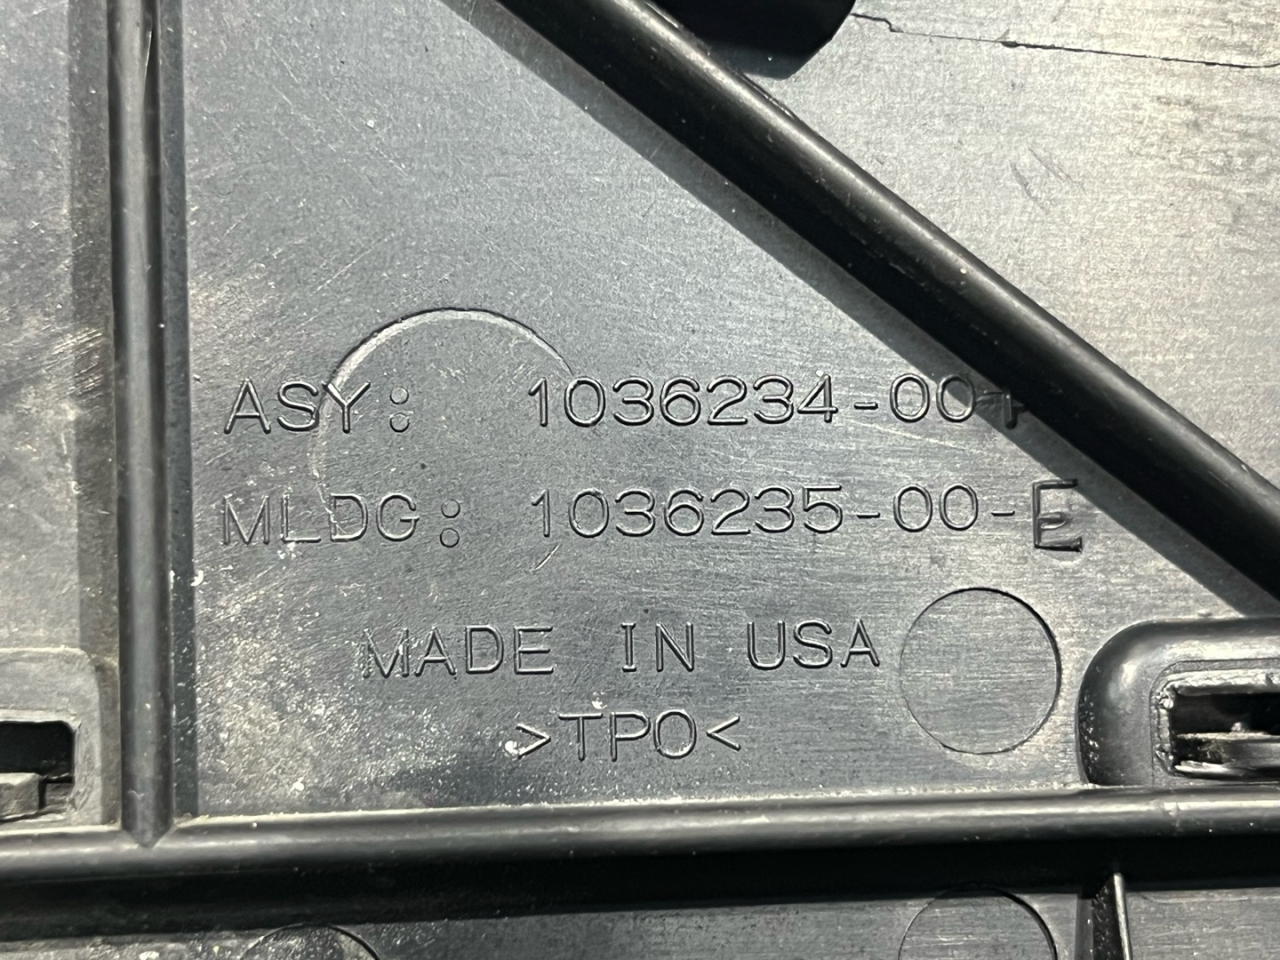 ASY: 1036234-00-F
MLDG: 1036235-00-E
MADE IN USA
>TPO<